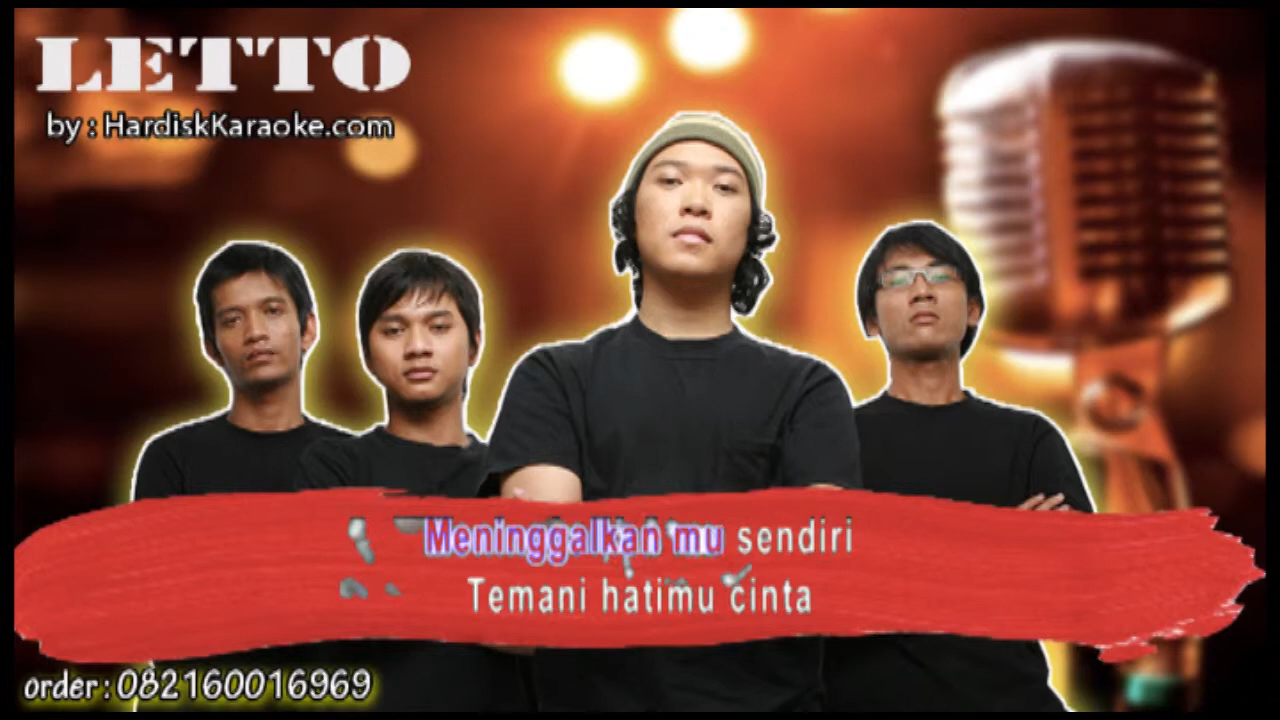 LETTO
by : HardiskKaraoke.com
Meninggalkan mu sendiri
Temani hatimu cinta
order : 082160016969